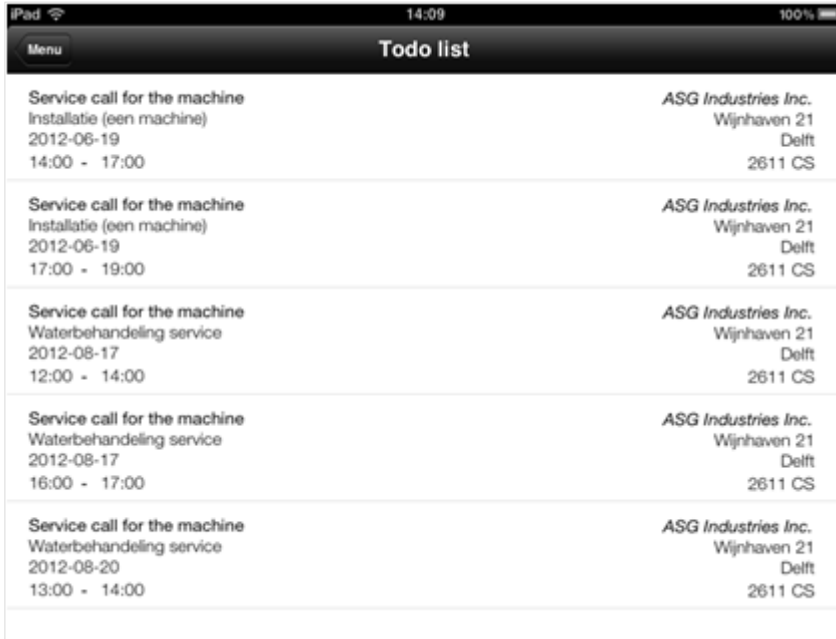 iPad 14:09 100%
Menu Todo list
Service call for the machine ASG Industries Inc.
Installatie (een machine) Wijnhaven 21
2012-06-19 Delft
14:00 - 17:00 2611 CS
Service call for the machine ASG Industries Inc.
Installatie (een machine) Wijnhaven 21
2012-06-19 Delft
17:00 - 19:00 2611 CS
Service call for the machine ASG Industries Inc.
Waterbehandeling service Wijnhaven 21
2012-08-17 Delft
12:00 - 14:00 2611 CS
Service call for the machine ASG Industries Inc.
Waterbehandeling service Wijnhaven 21
2012-08-17 Delft
16:00 - 17:00 2611 CS
Service call for the machine ASG Industries Inc.
Waterbehandeling service Wijnhaven 21
2012-08-20 Delft
13:00 - 14:00 2611 CS